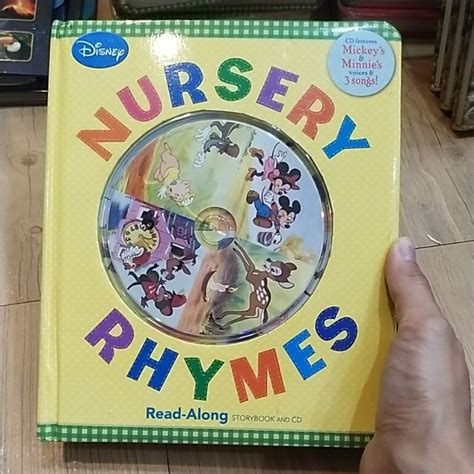 Disney
CD features
Mickey's
&
Minnie's
voices &
3 songs!
NURSERY
RHYMES
Read-Along STORYBOOK AND CD